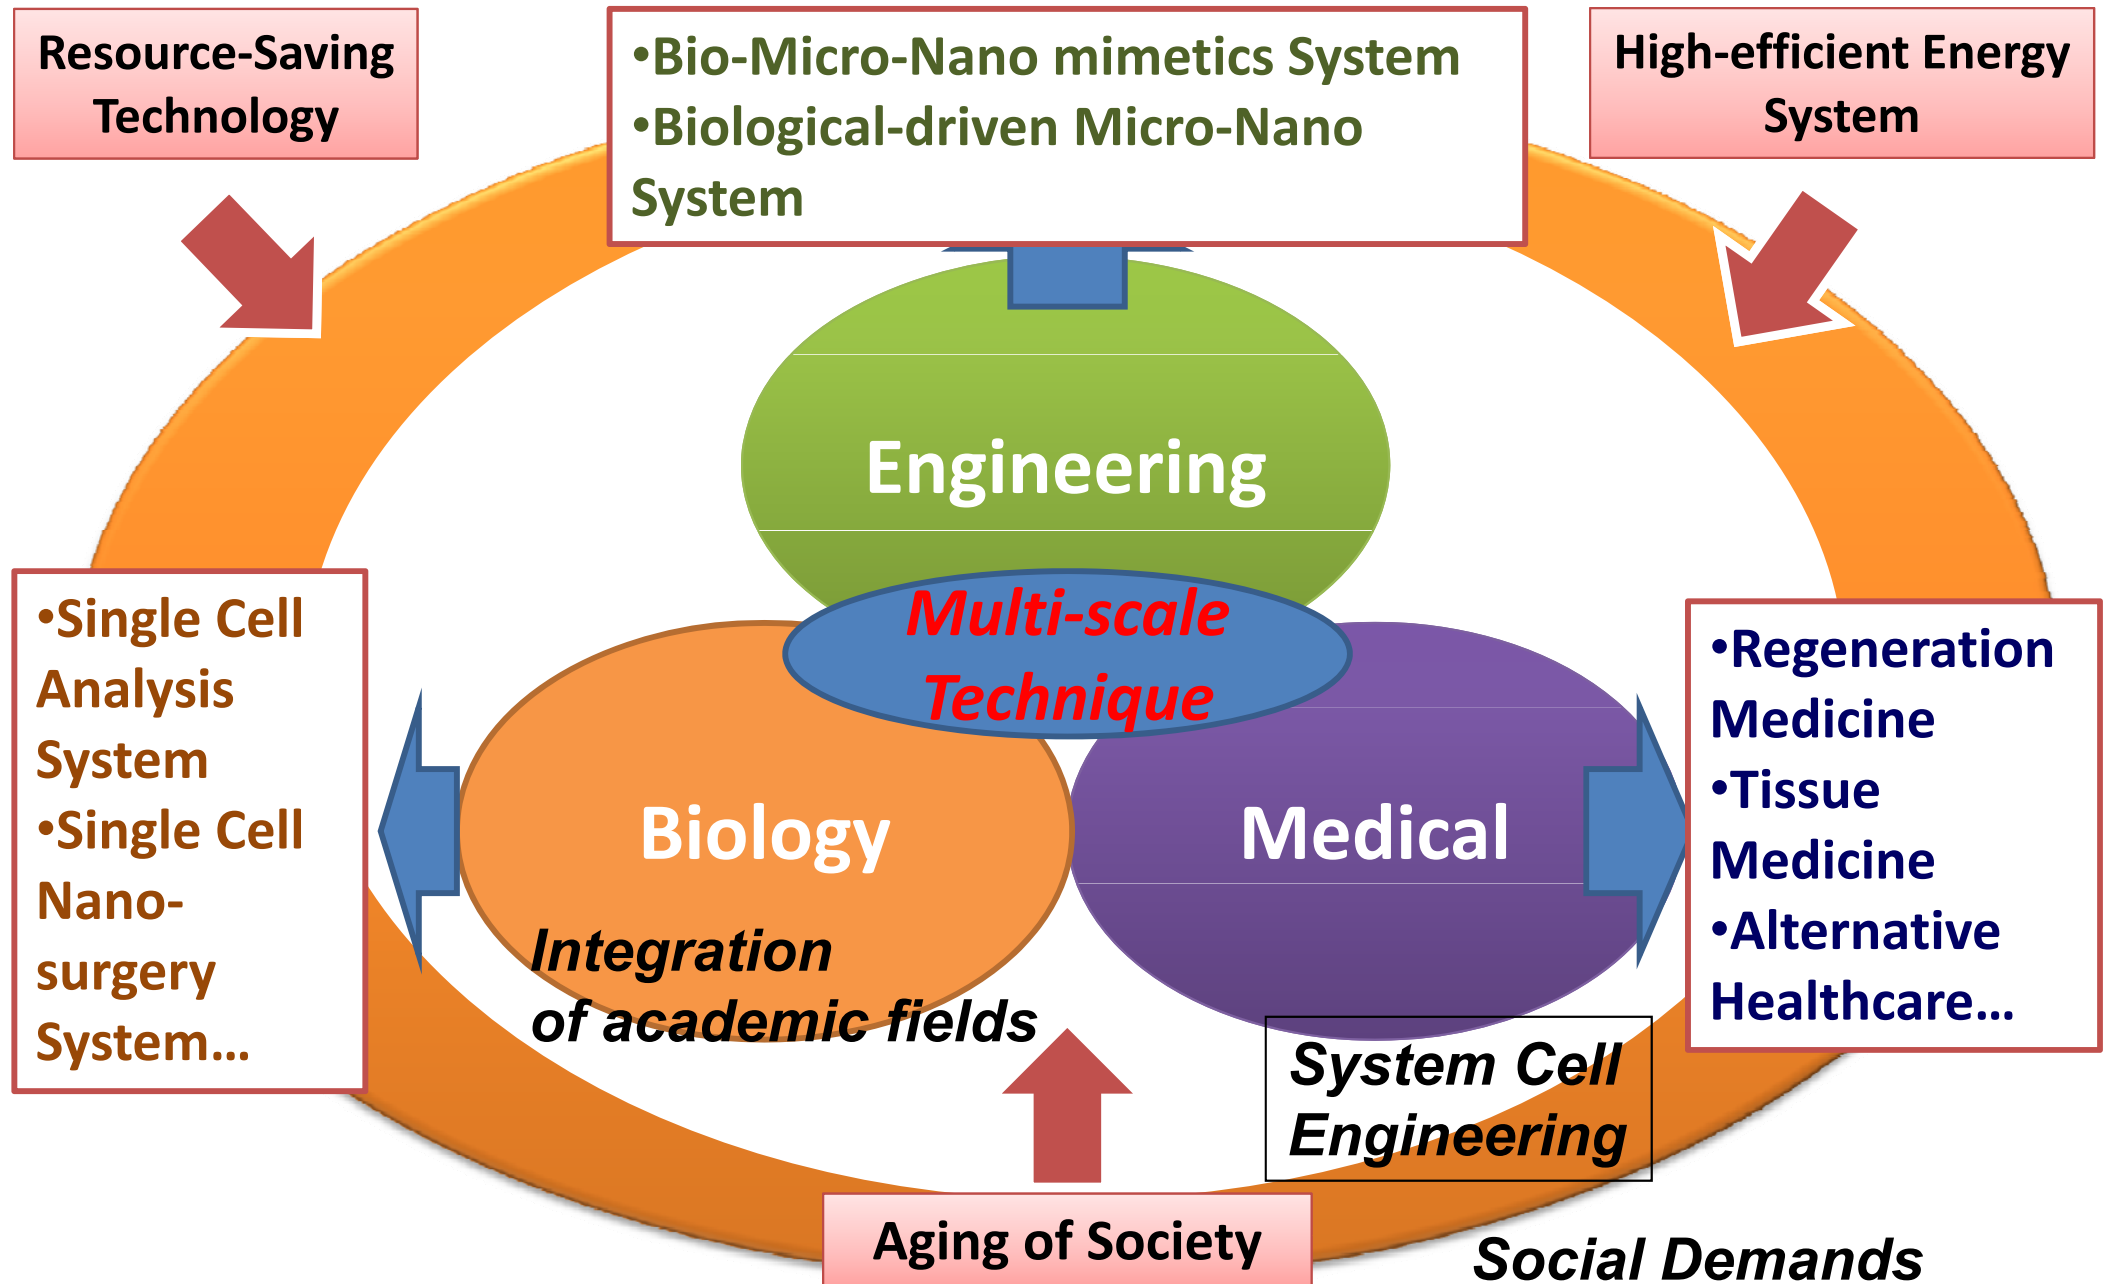 Resource-Saving
Technology
•Bio-Micro-Nano mimetics System
•Biological-driven Micro-Nano
System
High-efficient Energy
System
Engineering
Multi-scale
Technique
•Single Cell
Analysis
System
•Single Cell
Nano-
surgery
System...
Biology
Medical
•Regeneration
Medicine
•Tissue
Medicine
•Alternative
Healthcare...
Integration
of academic fields
System Cell
Engineering
Aging of Society
Social Demands